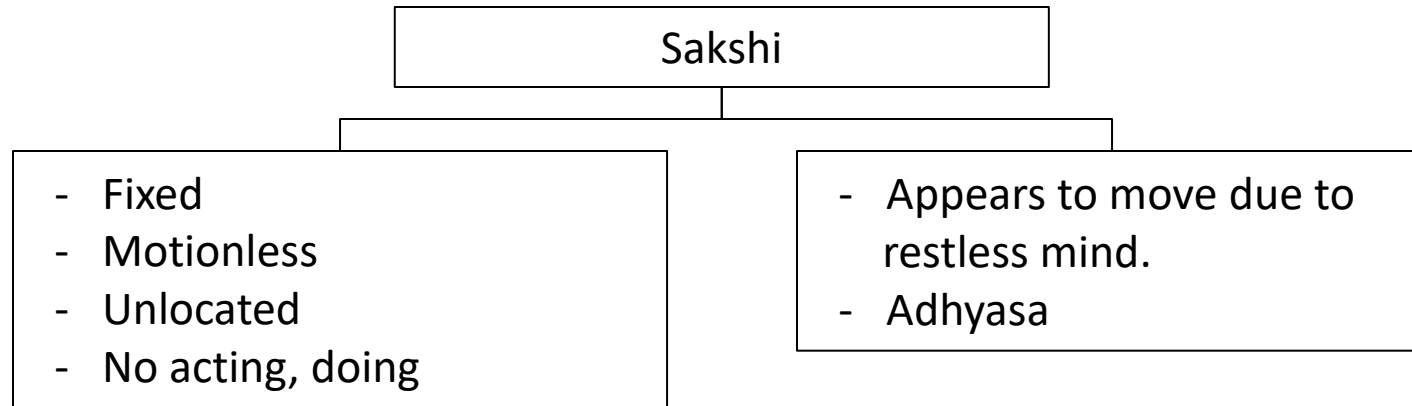 Sakshi
- Fixed
- Motionless
- Unlocated
- No acting, doing
- Appears to move due to
restless mind.
- Adhyasa